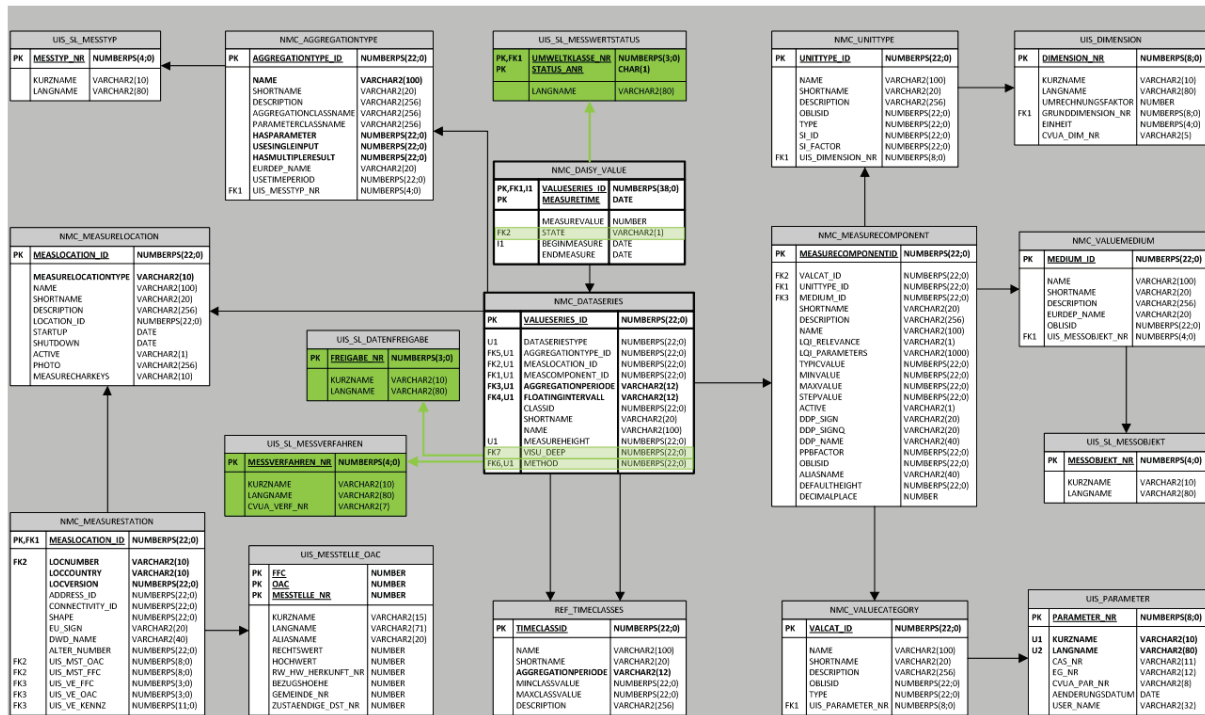 UIS_SL_MESSTYP
PK MESSTYP_NR NUMBERPS(4;0)
KURZNAME VARCHAR2(10)
LANGNAME VARCHAR2(80)
NMC_AGGREGATIONTYPE
PK AGGREGATIONTYPE_ID NUMBERPS(22;0)
NAME VARCHAR2(100)
SHORTNAME VARCHAR2(20)
DESCRIPTION VARCHAR2(256)
AGGREGATIONCLASSNAME VARCHAR2(256)
PARAMETERCLASSNAME VARCHAR2(256)
HASPARAMETER NUMBERPS(22;0)
USESINGLEINPUT NUMBERPS(22;0)
HASMULTIPLERESULT NUMBERPS(22;0)
EURDEP_NAME VARCHAR2(20)
USETIMEPERIOD NUMBERPS(22;0)
FK1 UIS_MESSTYP_NR NUMBERPS(4;0)
UIS_SL_MESSWERTSTATUS
PK,FK1 UMWELTKLASSE_NR NUMBERPS(3;0)
PK STATUS_ANR CHAR(1)
LANGNAME VARCHAR2(80)
NMC_UNITTYPE
PK UNITTYPE_ID NUMBERPS(22;0)
NAME VARCHAR2(100)
SHORTNAME VARCHAR2(20)
DESCRIPTION VARCHAR2(256)
OBLISID NUMBERPS(22;0)
TYPE NUMBERPS(22;0)
SI_ID NUMBERPS(22;0)
SI_FACTOR NUMBERPS(22;0)
FK1 UIS_DIMENSION_NR NUMBERPS(8;0)
UIS_DIMENSION
PK DIMENSION_NR NUMBERPS(8;0)
KURZNAME VARCHAR2(10)
LANGNAME VARCHAR2(80)
UMRECHNUNGSFAKTOR NUMBER
FK1 GRUNDDIMENSION_NR NUMBERPS(8;0)
EINHEIT NUMBERPS(4;0)
CVUA_DIM_NR VARCHAR2(5)
NMC_DAISY_VALUE
PK,FK1,I1 VALUESERIES_ID NUMBERPS(38;0)
PK MEASURETIME DATE
MEASUREVALUE NUMBER
FK2 STATE VARCHAR2(1)
I1 BEGINMEASURE DATE
ENDMEASURE DATE
NMC_MEASURELOCATION
PK MEASLOCATION_ID NUMBERPS(22;0)
MEASURELOCATIONTYPE VARCHAR2(10)
NAME VARCHAR2(100)
SHORTNAME VARCHAR2(20)
DESCRIPTION VARCHAR2(256)
LOCATION_ID NUMBERPS(22;0)
STARTUP DATE
SHUTDOWN DATE
ACTIVE VARCHAR2(1)
PHOTO VARCHAR2(256)
MEASURECHARKEYS VARCHAR2(10)
NMC_MEASURECOMPONENT
PK MEASURECOMPONENTID NUMBERPS(22;0)
FK2 VALCAT_ID NUMBERPS(22;0)
FK1 UNITTYPE_ID NUMBERPS(22;0)
FK3 MEDIUM_ID NUMBERPS(22;0)
SHORTNAME VARCHAR2(20)
DESCRIPTION VARCHAR2(256)
NAME VARCHAR2(100)
LQI_RELEVANCE VARCHAR2(1)
LQI_PARAMETERS VARCHAR2(1000)
TYPICVALUE NUMBERPS(22;0)
MINVALUE NUMBERPS(22;0)
MAXVALUE NUMBERPS(22;0)
STEPVALUE NUMBERPS(22;0)
ACTIVE VARCHAR2(1)
DDP_SIGN VARCHAR2(20)
DDP_SIGNQ VARCHAR2(20)
DDP_NAME VARCHAR2(40)
PPBFACTOR NUMBERPS(22;0)
OBLISID NUMBERPS(22;0)
ALIASNAME VARCHAR2(40)
DEFAULTHEIGHT NUMBERPS(22;0)
DECIMALPLACE NUMBER
NMC_VALUEMEDIUM
PK MEDIUM_ID NUMBERPS(22;0)
NAME VARCHAR2(100)
SHORTNAME VARCHAR2(20)
DESCRIPTION VARCHAR2(256)
EURDEP_NAME VARCHAR2(20)
OBLISID NUMBERPS(22;0)
FK1 UIS_MESSOBJEKT_NR NUMBERPS(4;0)
NMC_DATASERIES
PK VALUESERIES_ID NUMBERPS(22;0)
U1 DATASERIESTYPE NUMBERPS(22;0)
FK5,U1 AGGREGATIONTYPE_ID NUMBERPS(22;0)
FK2,U1 MEASLOCATION_ID NUMBERPS(22;0)
FK1,U1 MEASCOMPONENT_ID NUMBERPS(22;0)
FK3,U1 AGGREGATIONPERIODE VARCHAR2(12)
FK4,U1 FLOATINGINTERVALL VARCHAR2(12)
CLASSID NUMBERPS(22;0)
SHORTNAME VARCHAR2(20)
NAME VARCHAR2(100)
U1 MEASUREHEIGHT NUMBERPS(22;0)
FK7 VISU_DEEP NUMBERPS(22;0)
FK6,U1 METHOD NUMBERPS(22;0)
UIS_SL_DATENFREIGABE
PK FREIGABE_NR NUMBERPS(3;0)
KURZNAME VARCHAR2(10)
LANGNAME VARCHAR2(80)
UIS_SL_MESSVERFAHREN
PK MESSVERFAHREN_NR NUMBERPS(4;0)
KURZNAME VARCHAR2(10)
LANGNAME VARCHAR2(80)
CVUA_VERF_NR VARCHAR2(7)
UIS_SL_MESSOBJEKT
PK MESSOBJEKT_NR NUMBERPS(4;0)
KURZNAME VARCHAR2(10)
LANGNAME VARCHAR2(80)
NMC_MEASURESTATION
PK,FK1 MEASLOCATION_ID NUMBERPS(22;0)
FK2 LOCNUMBER VARCHAR2(10)
LOCCOUNTRY VARCHAR2(10)
LOCVERSION NUMBERPS(22;0)
ADDRESS_ID NUMBERPS(22;0)
CONNECTIVITY_ID NUMBERPS(22;0)
SHAPE NUMBERPS(22;0)
EU_SIGN VARCHAR2(20)
DWD_NAME VARCHAR2(40)
ALTER_NUMBER NUMBERPS(22;0)
FK2 UIS_MST_OAC NUMBERPS(8;0)
FK2 UIS_MST_FFC NUMBERPS(8;0)
FK3 UIS_VE_FFC NUMBERPS(3;0)
FK3 UIS_VE_OAC NUMBERPS(3;0)
FK3 UIS_VE_KENNZ NUMBERPS(11;0)
UIS_MESSTELLE_OAC
PK FFC NUMBER
PK OAC NUMBER
PK MESSTELLE_NR NUMBER
KURZNAME VARCHAR2(15)
LANGNAME VARCHAR2(71)
ALIASNAME VARCHAR2(20)
RECHTSWERT NUMBER
HOCHWERT NUMBER
RW_HW_HERKUNFT_NR NUMBER
BEZUGSHOEHE NUMBER
GEMEINDE_NR NUMBER
ZUSTAENDIGE_DST_NR NUMBER
REF_TIMECLASSES
PK TIMECLASSID NUMBERPS(22;0)
NAME VARCHAR2(100)
SHORTNAME VARCHAR2(20)
AGGREGATIONPERIODE VARCHAR2(12)
MINCLASSVALUE NUMBERPS(22;0)
MAXCLASSVALUE NUMBERPS(22;0)
DESCRIPTION VARCHAR2(256)
NMC_VALUECATEGORY
PK VALCAT_ID NUMBERPS(22;0)
NAME VARCHAR2(100)
SHORTNAME VARCHAR2(20)
DESCRIPTION VARCHAR2(256)
OBLISID NUMBERPS(22;0)
TYPE NUMBERPS(22;0)
FK1 UIS_PARAMETER_NR NUMBERPS(8;0)
UIS_PARAMETER
PK PARAMETER_NR NUMBERPS(8;0)
U1 KURZNAME VARCHAR2(10)
U2 LANGNAME VARCHAR2(80)
CAS_NR VARCHAR2(11)
EG_NR VARCHAR2(12)
CVUA_PAR_NR VARCHAR2(8)
AENDERUNGSDATUM DATE
USER_NAME VARCHAR2(32)